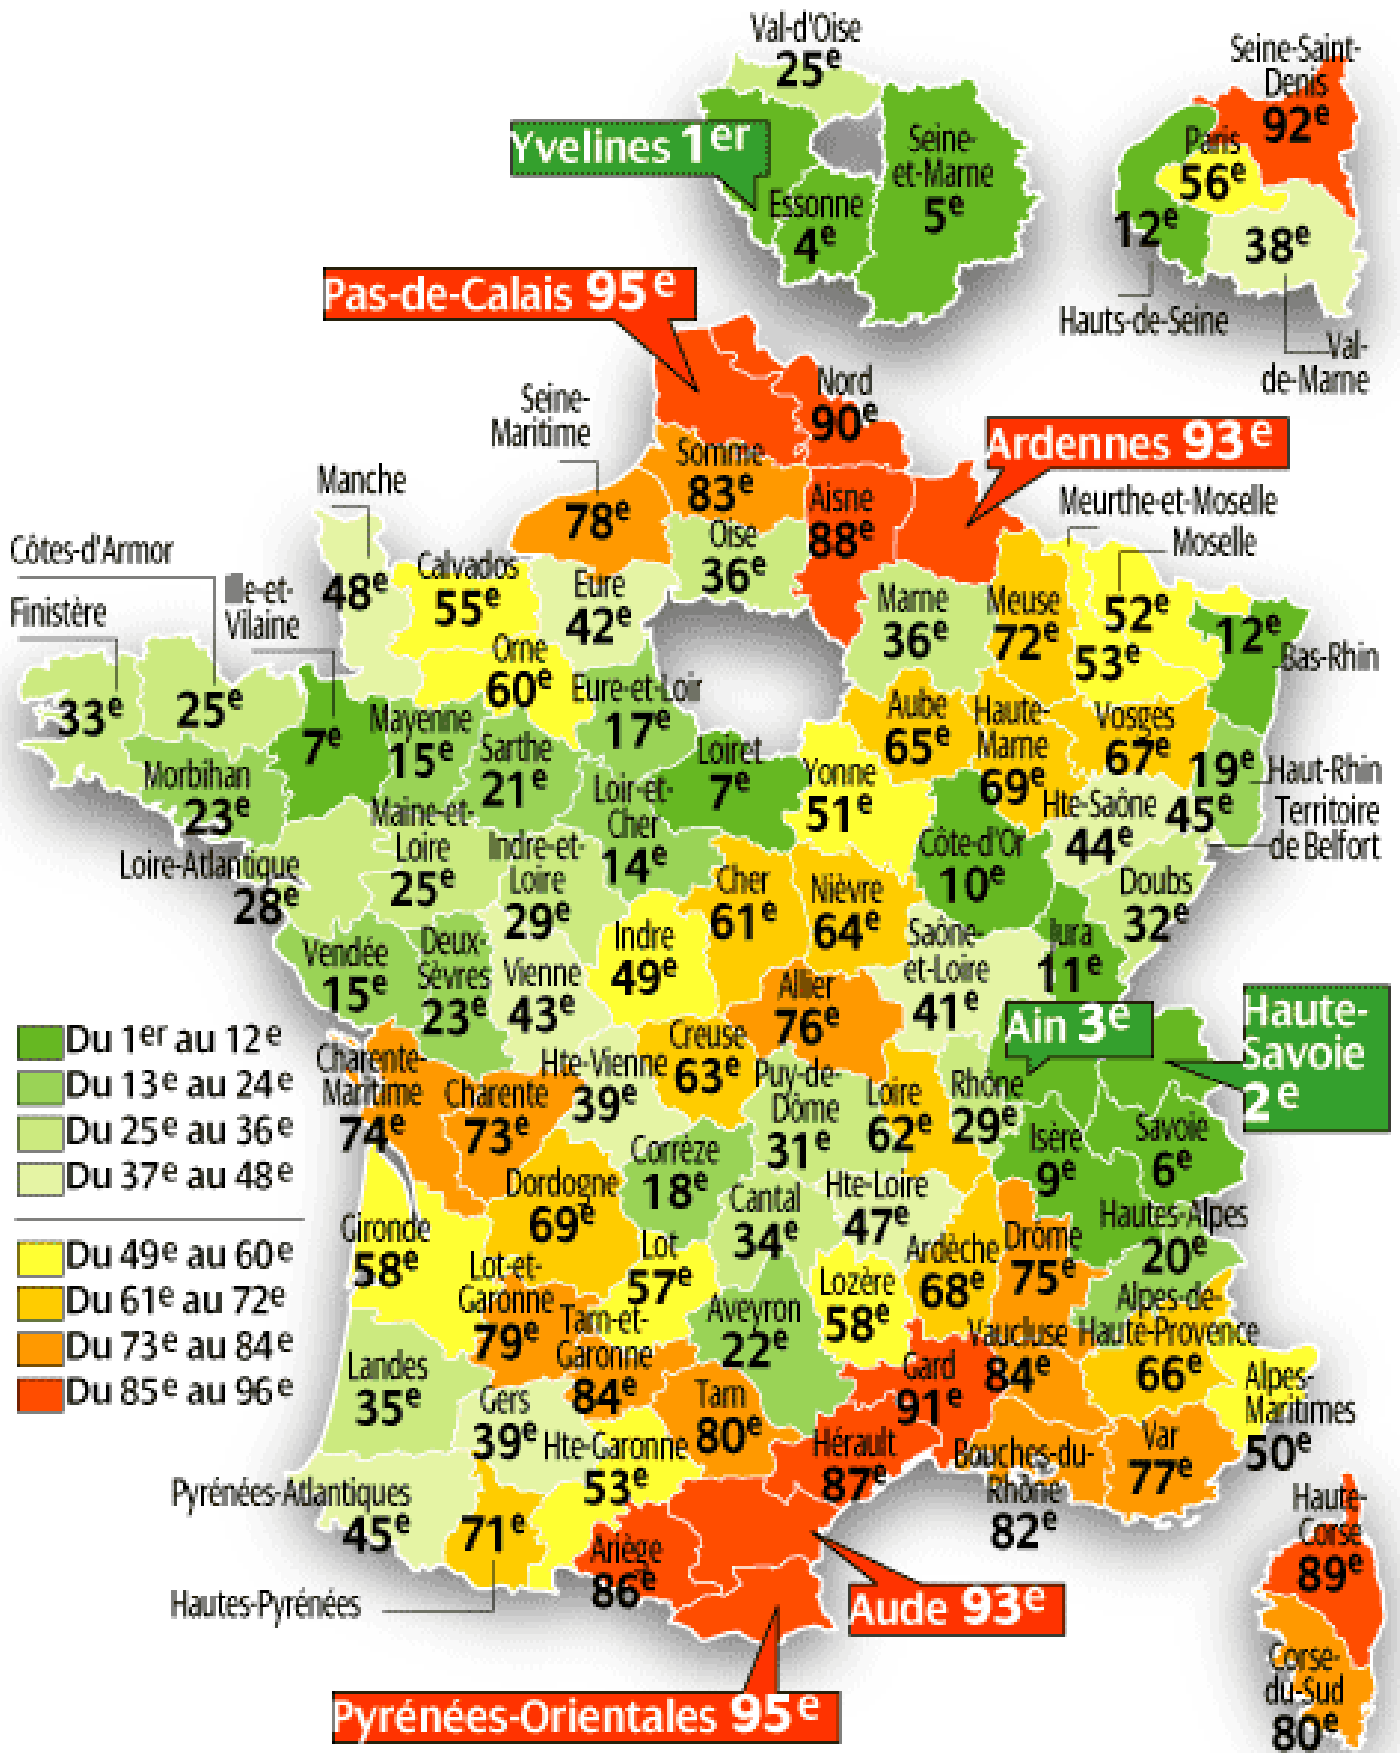 Val-d'Oise
25e
Seine-Saint-
Denis
92e
Yvelines 1er
Seine-
et-Marne
5e
Paris
56e
Essonne
4e
12e
38e
Hauts-de-Seine
Val-
de-Marne
Pas-de-Calais 95e
Nord
90e
Seine-
Maritime
78e
Somme
83e
Ardennes 93e
Aisne
88e
Manche
48e
Meurthe-et-Moselle
Moselle
Oise
36e
Côtes-d'Armor
Finistère
le-et-
Vilaine
Calvados
55e
Eure
42e
Marne
36e
Meuse
72e
52e
53e
12e
Bas-Rhin
Orne
60e
33e
25e
7e
Mayenne
15e
Sarthe
21e
Eure-et-Loir
17e
Loiret
7e
Aube
65e
Haute-
Marne
69e
Vosges
67e
19e
Haut-Rhin
Morbihan
23e
Yonne
51e
Loir-et-
Cher
14e
Hte-Saône
44e
45e
Territoire
de Belfort
Loire-Atlantique
28e
Maine-et-
Loire
25e
Indre-et-
Loire
29e
Côte-d'Or
10e
Doubs
32e
Cher
61e
Nièvre
64e
Vendée
15e
Deux-
Sèvres
23e
Vienne
43e
Indre
49e
Saône-
et-Loire
41e
Jura
11e
Allier
76e
Ain 3e
Haute-
Savoie
2e
Du 1er au 12e
Du 13e au 24e
Du 25e au 36e
Du 37e au 48e
Du 49e au 60e
Du 61e au 72e
Du 73e au 84e
Du 85e au 96e
Charente-
Maritime
74e
Charente
73e
Hte-Vienne
39e
Creuse
63e
Puy-de-
Dôme
31e
Loire
62e
Rhône
29e
Isère
9e
Savoie
6e
Corrèze
18e
Dordogne
69e
Cantal
34e
Hte-Loire
47e
Ardèche
68e
Drôme
75e
Hautes-Alpes
20e
Gironde
58e
Lot-et-
Garonne
79e
Lot
57e
Aveyron
22e
Lozère
58e
Alpes-de-
Haute-Provence
66e
Vaucluse
84e
Landes
35e
Tarn-et-
Garonne
84e
Gers
39e
Tarn
80e
Gard
91e
Alpes-
Maritimes
50e
Hte-Garonne
53e
Hérault
87e
Bouches-du-
Rhône
82e
Var
77e
Pyrénées-Atlantiques
45e
71e
Hautes-Pyrénées
Ariège
86e
Aude 93e
Haute-
Corse
89e
Corse-
du-Sud
80e
Pyrénées-Orientales 95e